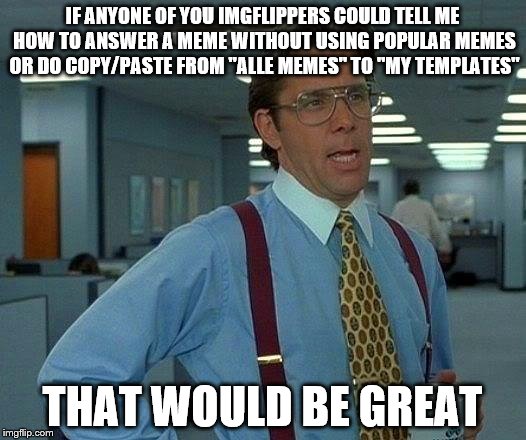 IF ANYONE OF YOU IMGFLIPPERS COULD TELL ME
HOW TO ANSWER A MEME WITHOUT USING POPULAR MEMES
OR DO COPY/PASTE FROM "ALLE MEMES" TO "MY TEMPLATES"
THAT WOULD BE GREAT
imgflip.com